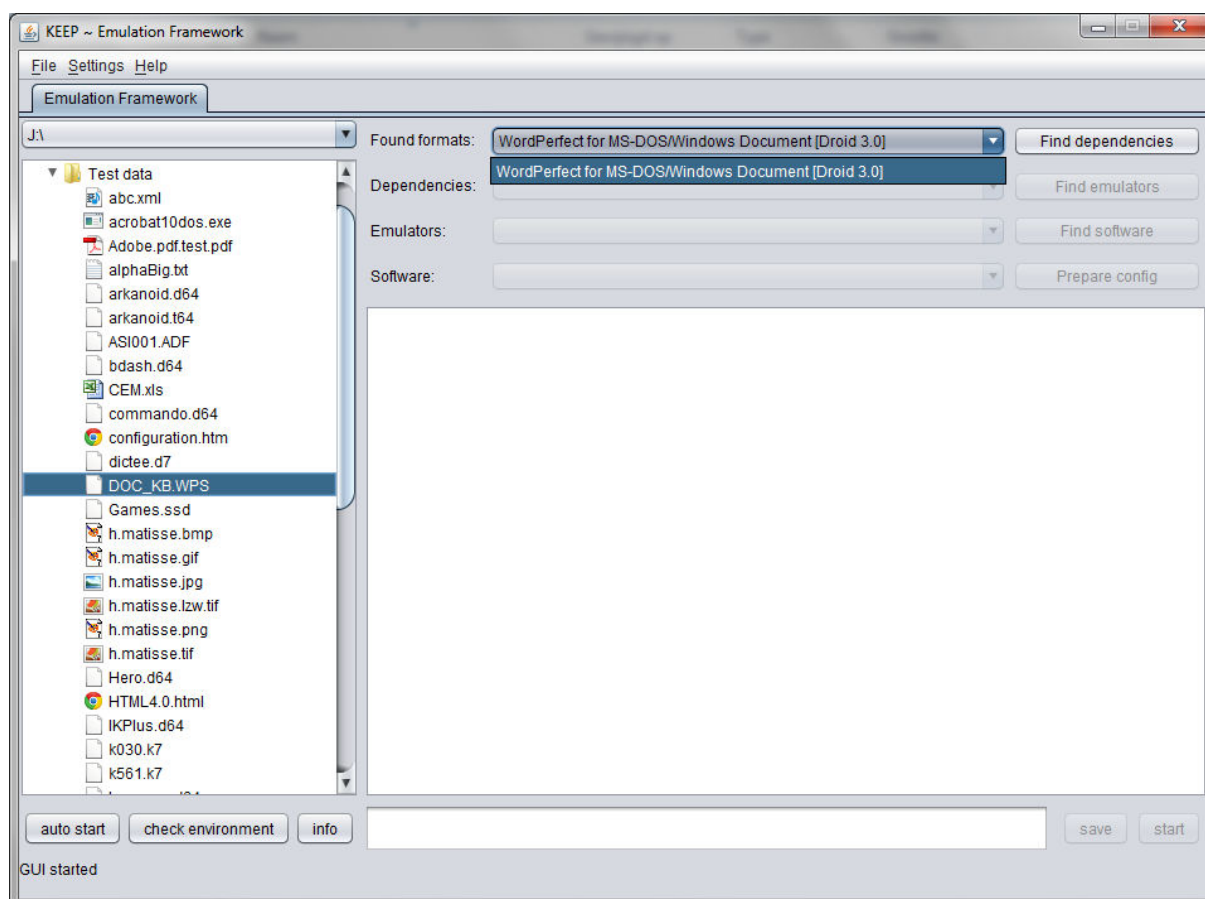 KEEP ~ Emulation Framework
File Settings Help
Emulation Framework
J:\
Found formats: WordPerfect for MS-DOS/Windows Document [Droid 3.0] Find dependencies
WordPerfect for MS-DOS/Windows Document [Droid 3.0]
Dependencies: Find emulators
Emulators: Find software
Software: Prepare config
Test data
abc.xml
acrobat10dos.exe
Adobe.pdf.test.pdf
alphaBig.txt
arkanoid.d64
arkanoid.t64
ASI001.ADF
bdash.d64
CEM.xls
commando.d64
configuration.htm
dictee.d7
DOC_KB.WPS
Games.ssd
h.matisse.bmp
h.matisse.gif
h.matisse.jpg
h.matisse.lzw.tif
h.matisse.png
h.matisse.tif
Hero.d64
HTML4.0.html
IKPlus.d64
k030.k7
k561.k7
auto start check environment info save start
GUI started